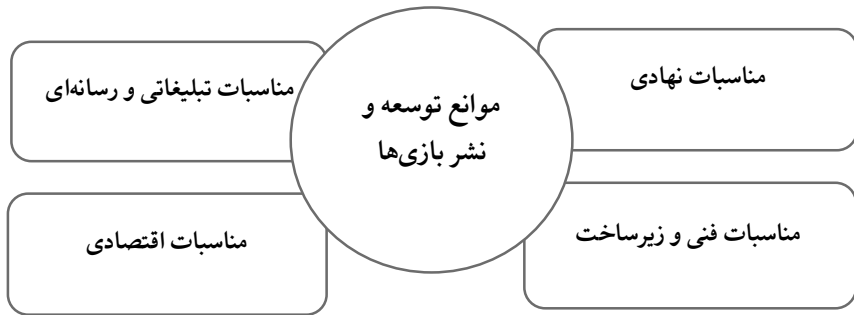 مناسبات نهادی
مناسبات تبلیغاتی و رسانه‌ای
موانع توسعه و
نشر بازی‌ها
مناسبات فنی و زیرساخت
مناسبات اقتصادی